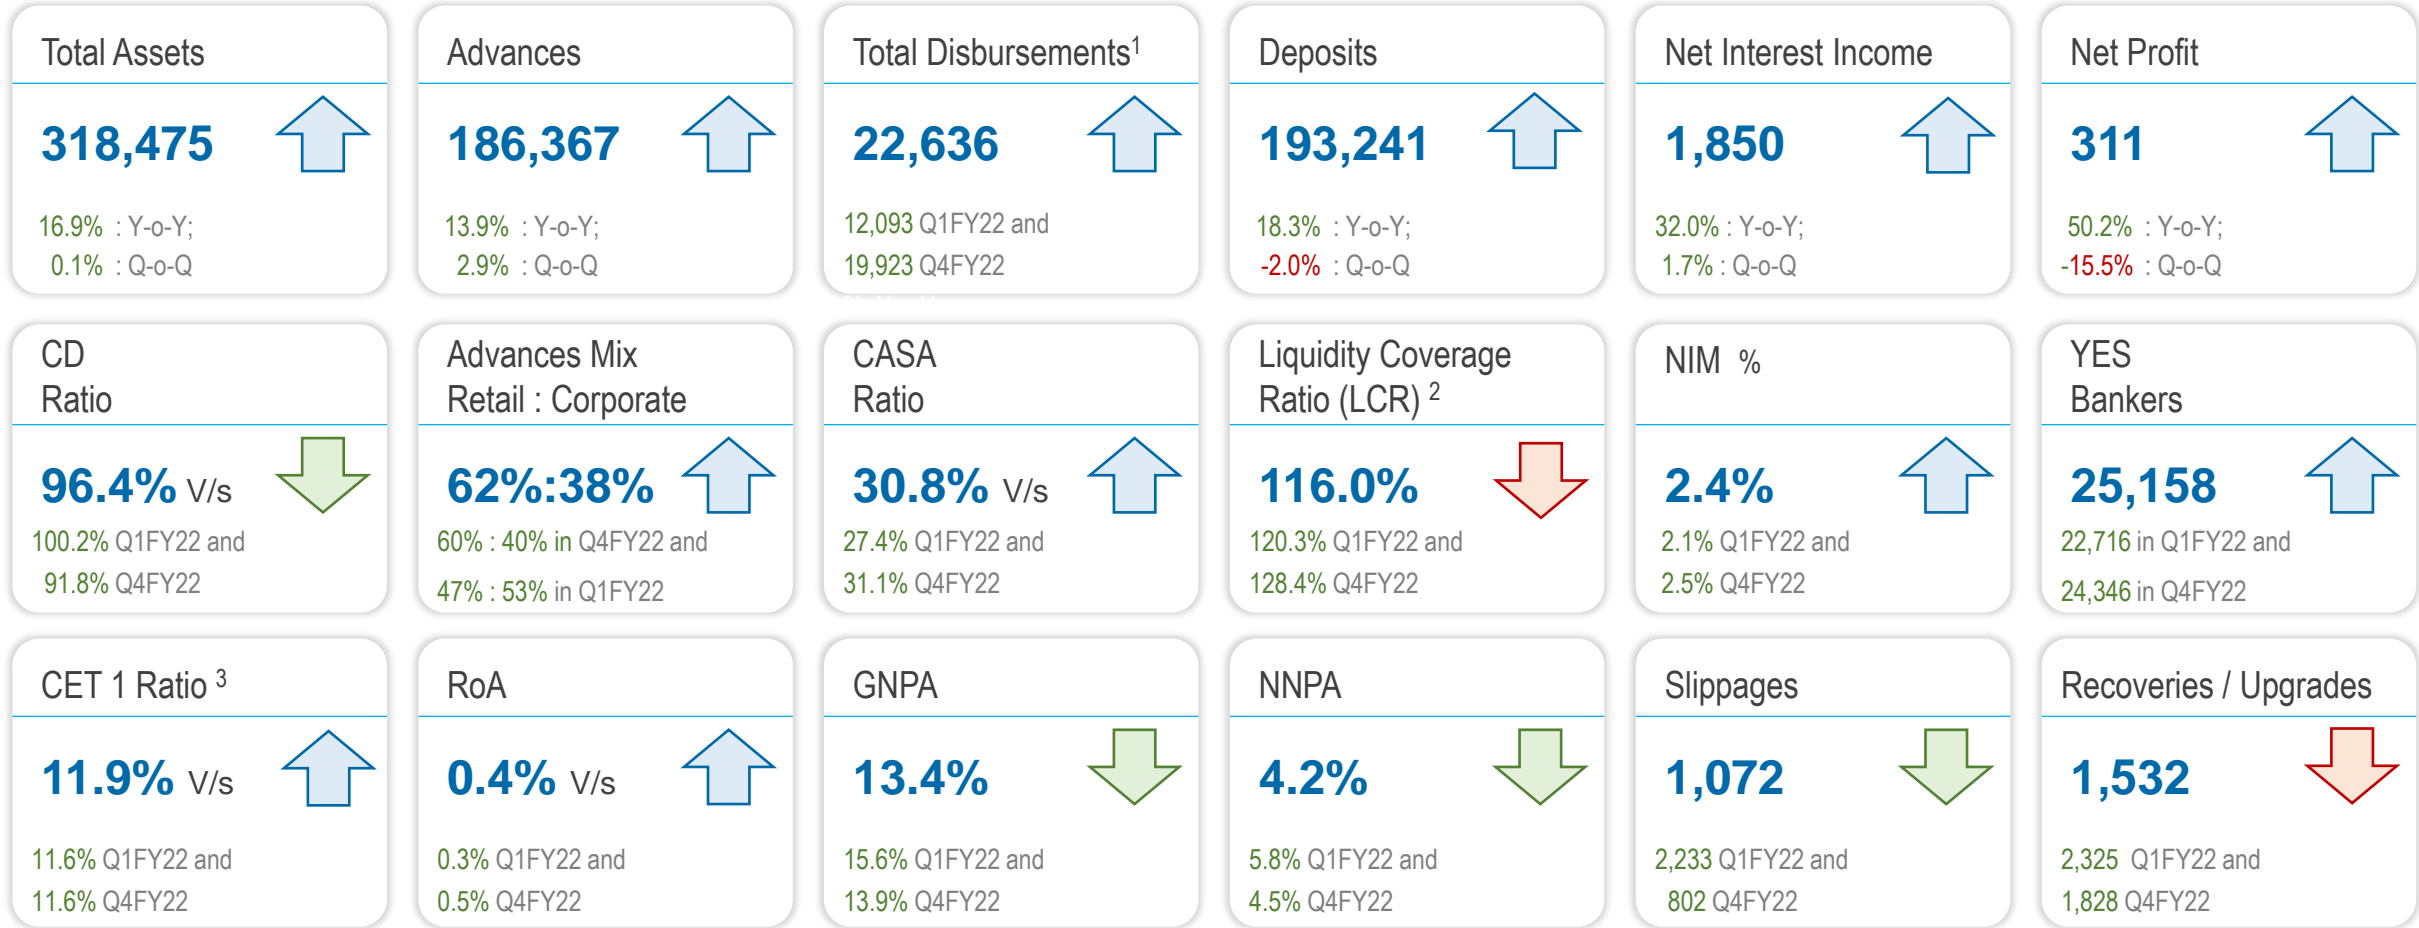 Total Assets
318,475
16.9% : Y-o-Y;
0.1% : Q-o-Q
Advances
186,367
13.9% : Y-o-Y;
2.9% : Q-o-Q
Total Disbursements1
22,636
12,093 Q1FY22 and
19,923 Q4FY22
Deposits
193,241
18.3% : Y-o-Y;
-2.0% : Q-o-Q
Net Interest Income
1,850
32.0% : Y-o-Y;
1.7% : Q-o-Q
Net Profit
311
50.2% : Y-o-Y;
-15.5% : Q-o-Q
CD
Ratio
96.4% V/s
100.2% Q1FY22 and
91.8% Q4FY22
Advances Mix
Retail : Corporate
62%:38%
60% : 40% in Q4FY22 and
47% : 53% in Q1FY22
CASA
Ratio
30.8% V/s
27.4% Q1FY22 and
31.1% Q4FY22
Liquidity Coverage
Ratio (LCR) 2
116.0%
120.3% Q1FY22 and
128.4% Q4FY22
NIM %
2.4%
2.1% Q1FY22 and
2.5% Q4FY22
YES
Bankers
25,158
22,716 in Q1FY22 and
24,346 in Q4FY22
CET 1 Ratio 3
11.9% V/s
11.6% Q1FY22 and
11.6% Q4FY22
RoA
0.4% V/s
0.3% Q1FY22 and
0.5% Q4FY22
GNPA
13.4%
15.6% Q1FY22 and
13.9% Q4FY22
NNPA
4.2%
5.8% Q1FY22 and
4.5% Q4FY22
Slippages
1,072
2,233 Q1FY22 and
802 Q4FY22
Recoveries / Upgrades
1,532
2,325 Q1FY22 and
1,828 Q4FY22